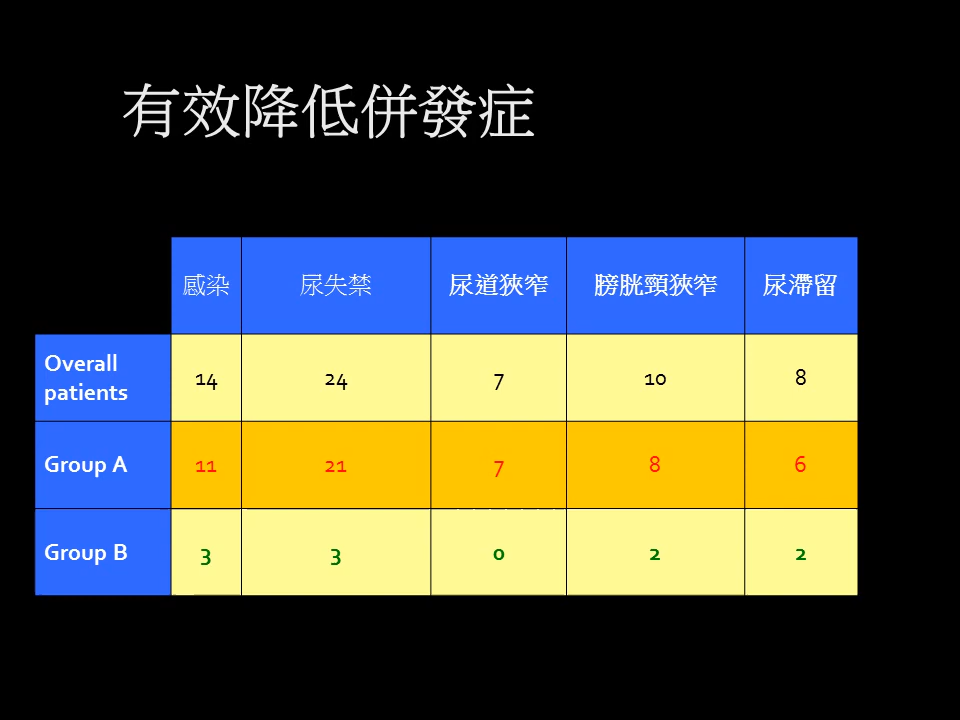 有效降低併發症
感染 尿失禁 尿道狹窄 膀胱頸狹窄 尿滯留
Overall
patients 14 24 7 10 8
Group A 11 21 7 8 6
Group B 3 3 0 2 2